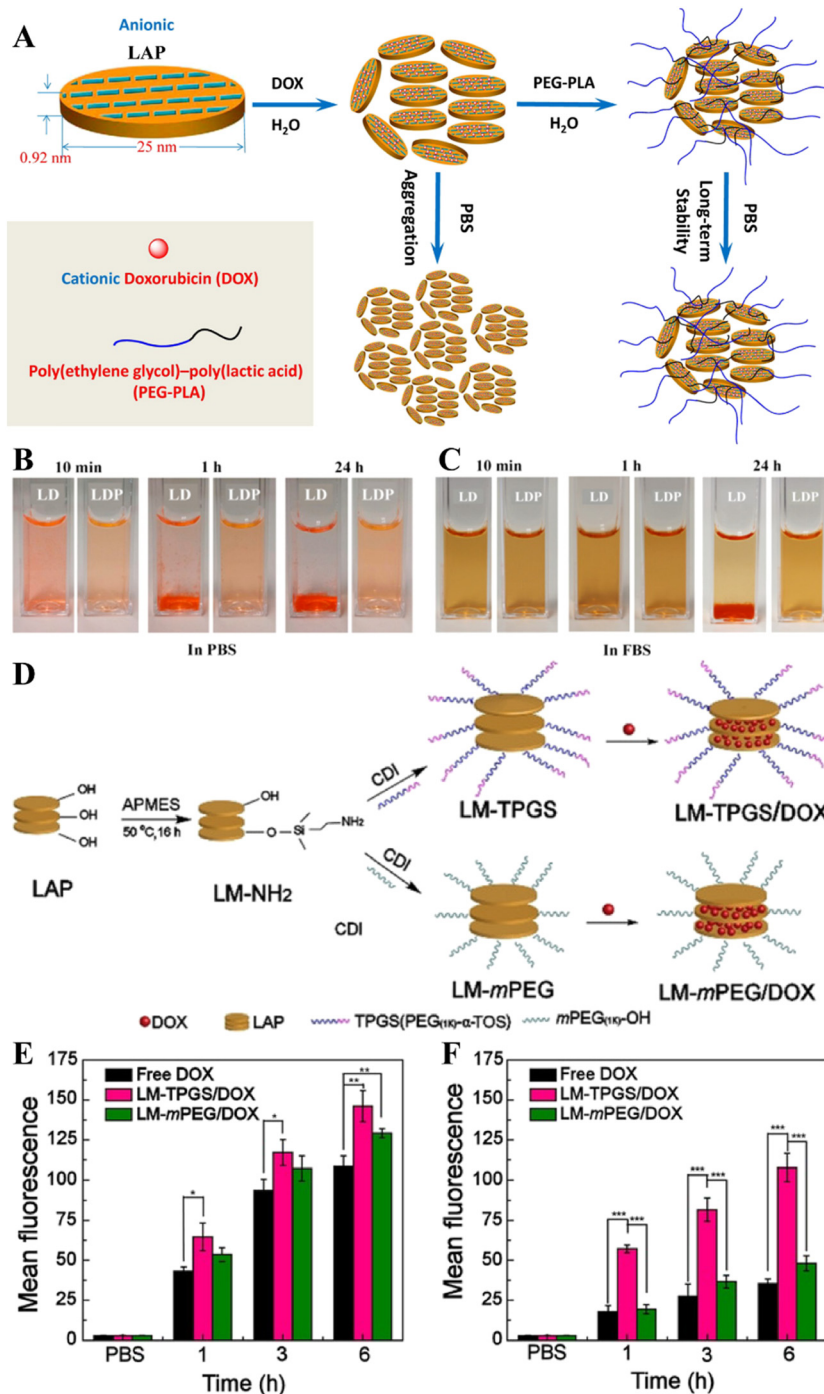 A
Anionic
LAP
0.92 nm
25 nm
DOX
H₂O
PEG-PLA
H₂O
Aggregation
PBS
Long-term
Stability
PBS
Cationic Doxorubicin (DOX)
Poly(ethylene glycol)–poly(lactic acid)
(PEG-PLA)
B
10 min
1 h
24 h
LD
LDP
LD
LDP
LD
LDP
In PBS
C
10 min
1 h
24 h
LD
LDP
LD
LDP
LD
LDP
In FBS
D
OH
OH
OH
LAP
APMES
50 °C,16 h
OH
O
Si
NH₂
LM-NH₂
CDI
CDI
CDI
LM-TPGS
LM-TPGS/DOX
LM-mPEG
LM-mPEG/DOX
DOX
LAP
TPGS(PEG(1K)-α-TOS)
mPEG(1K)-OH
E
Mean fluorescence
175
150
125
100
75
50
25
0
Free DOX
LM-TPGS/DOX
LM-mPEG/DOX
*
*
**
**
PBS
1
3
6
Time (h)
F
Mean fluorescence
175
150
125
100
75
50
25
0
Free DOX
LM-TPGS/DOX
LM-mPEG/DOX
***
***
***
***
***
***
PBS
1
3
6
Time (h)